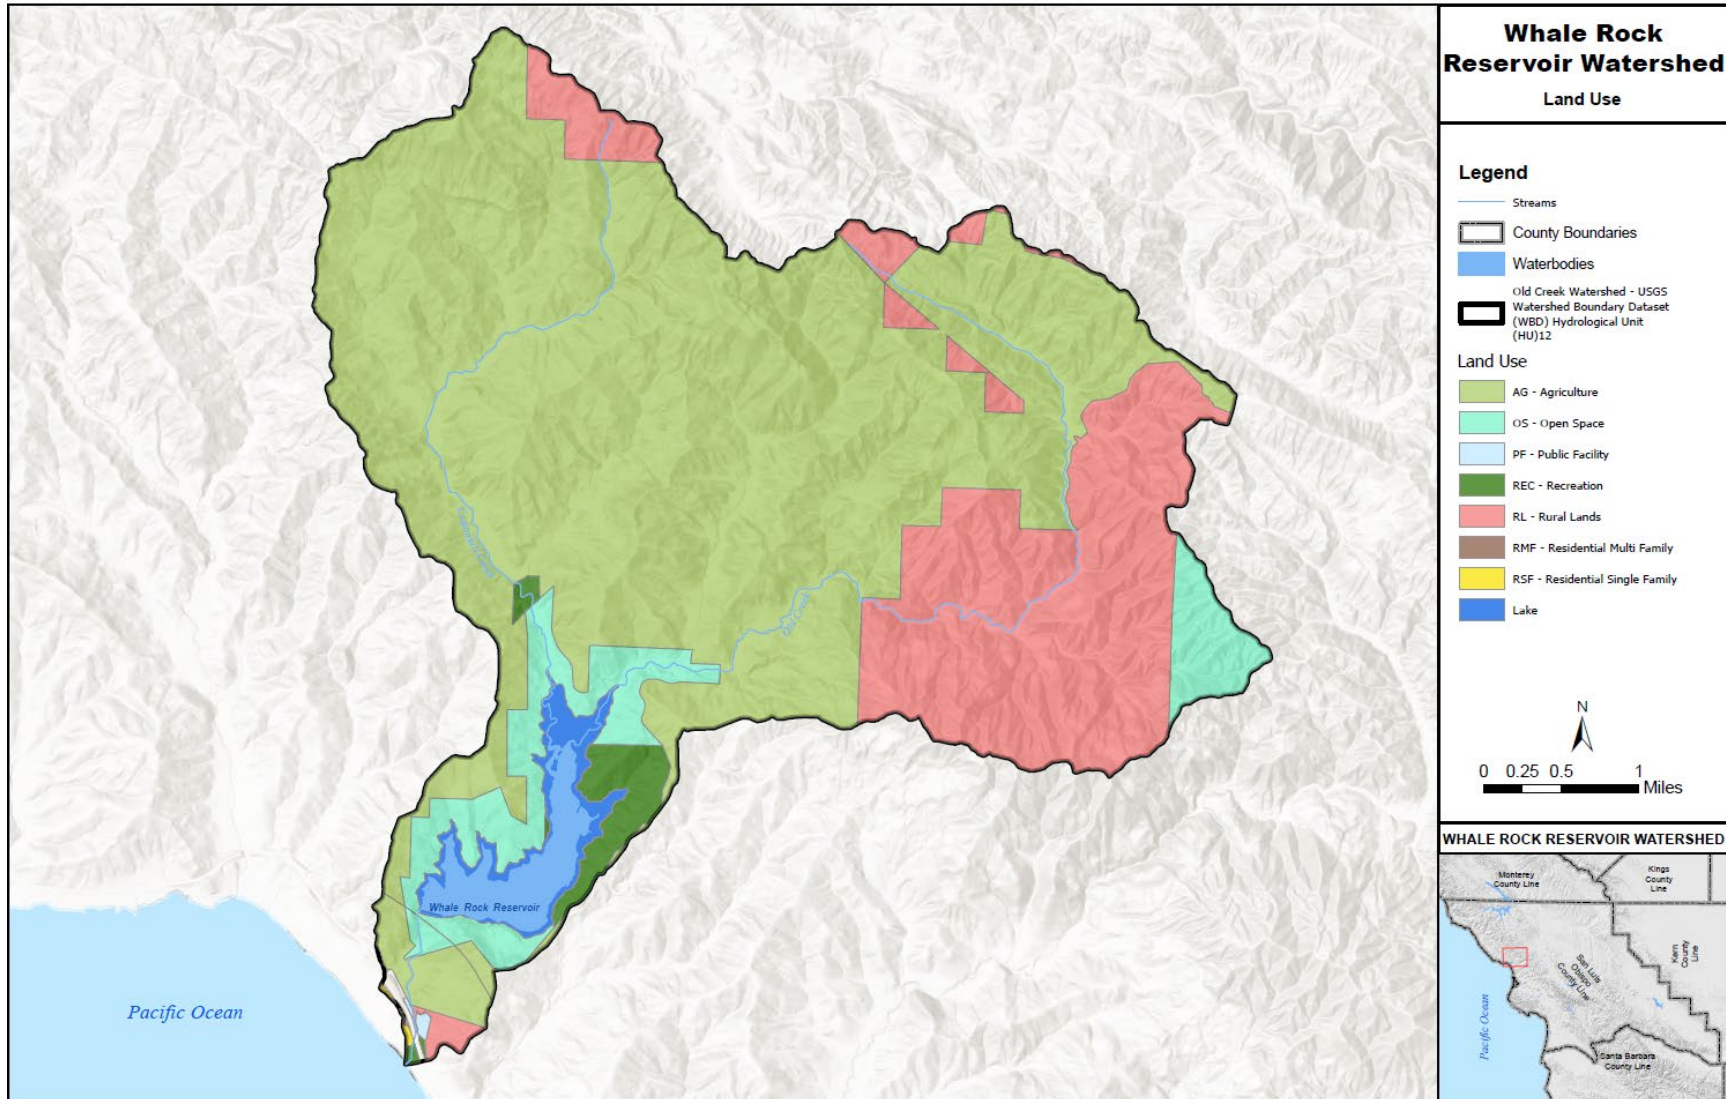 Whale Rock
Reservoir Watershed
Land Use
Legend
Streams
County Boundaries
Waterbodies
Old Creek Watershed - USGS
Watershed Boundary Dataset
(WBD) Hydrological Unit
(HU)12
Land Use
AG - Agriculture
OS - Open Space
PF - Public Facility
REC - Recreation
RL - Rural Lands
RMF - Residential Multi Family
RSF - Residential Single Family
Lake
N
0 0.25 0.5 1
Miles
WHALE ROCK RESERVOIR WATERSHED
Monterey
County Line
Kings
County
Line
Kern
County
Line
San Luis
Obispo
County Line
Pacific Ocean
Santa Barbara
County Line
Old Creek
Whale Rock Reservoir
Pacific Ocean